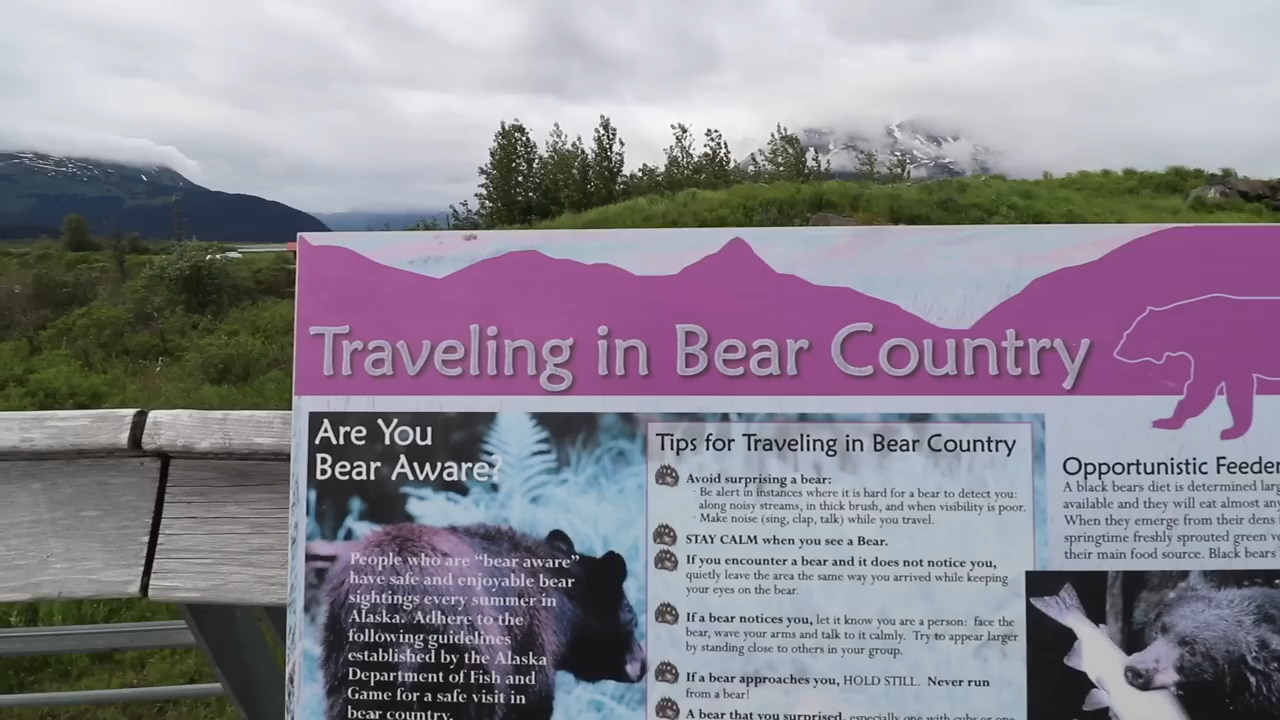 Traveling in Bear Country
Are You
Bear Aware?
People who are “bear aware”
have safe and enjoyable bear
sightings every summer in
Alaska. Adhere to the
following guidelines
established by the Alaska
Department of Fish and
Game for a safe visit in
bear country.
Tips for Traveling in Bear Country
Avoid surprising a bear:
· Be alert in instances where it is hard for a bear to detect you:
along noisy streams, in thick brush, and when visibility is poor.
· Make noise (sing, clap, talk) while you travel.
STAY CALM when you see a Bear.
If you encounter a bear and it does not notice you,
quietly leave the area the same way you arrived while keeping
your eyes on the bear.
If a bear notices you, let it know you are a person: face the
bear, wave your arms and talk to it calmly. Try to appear larger
by standing close to others in your group.
If a bear approaches you, HOLD STILL. Never run
from a bear!
A bear that you surprised, especially one with cubs or one
Opportunistic Feeder
A black bears diet is determined larg
available and they will eat almost any
When they emerge from their dens
springtime freshly sprouted green v
their main food source. Black bears